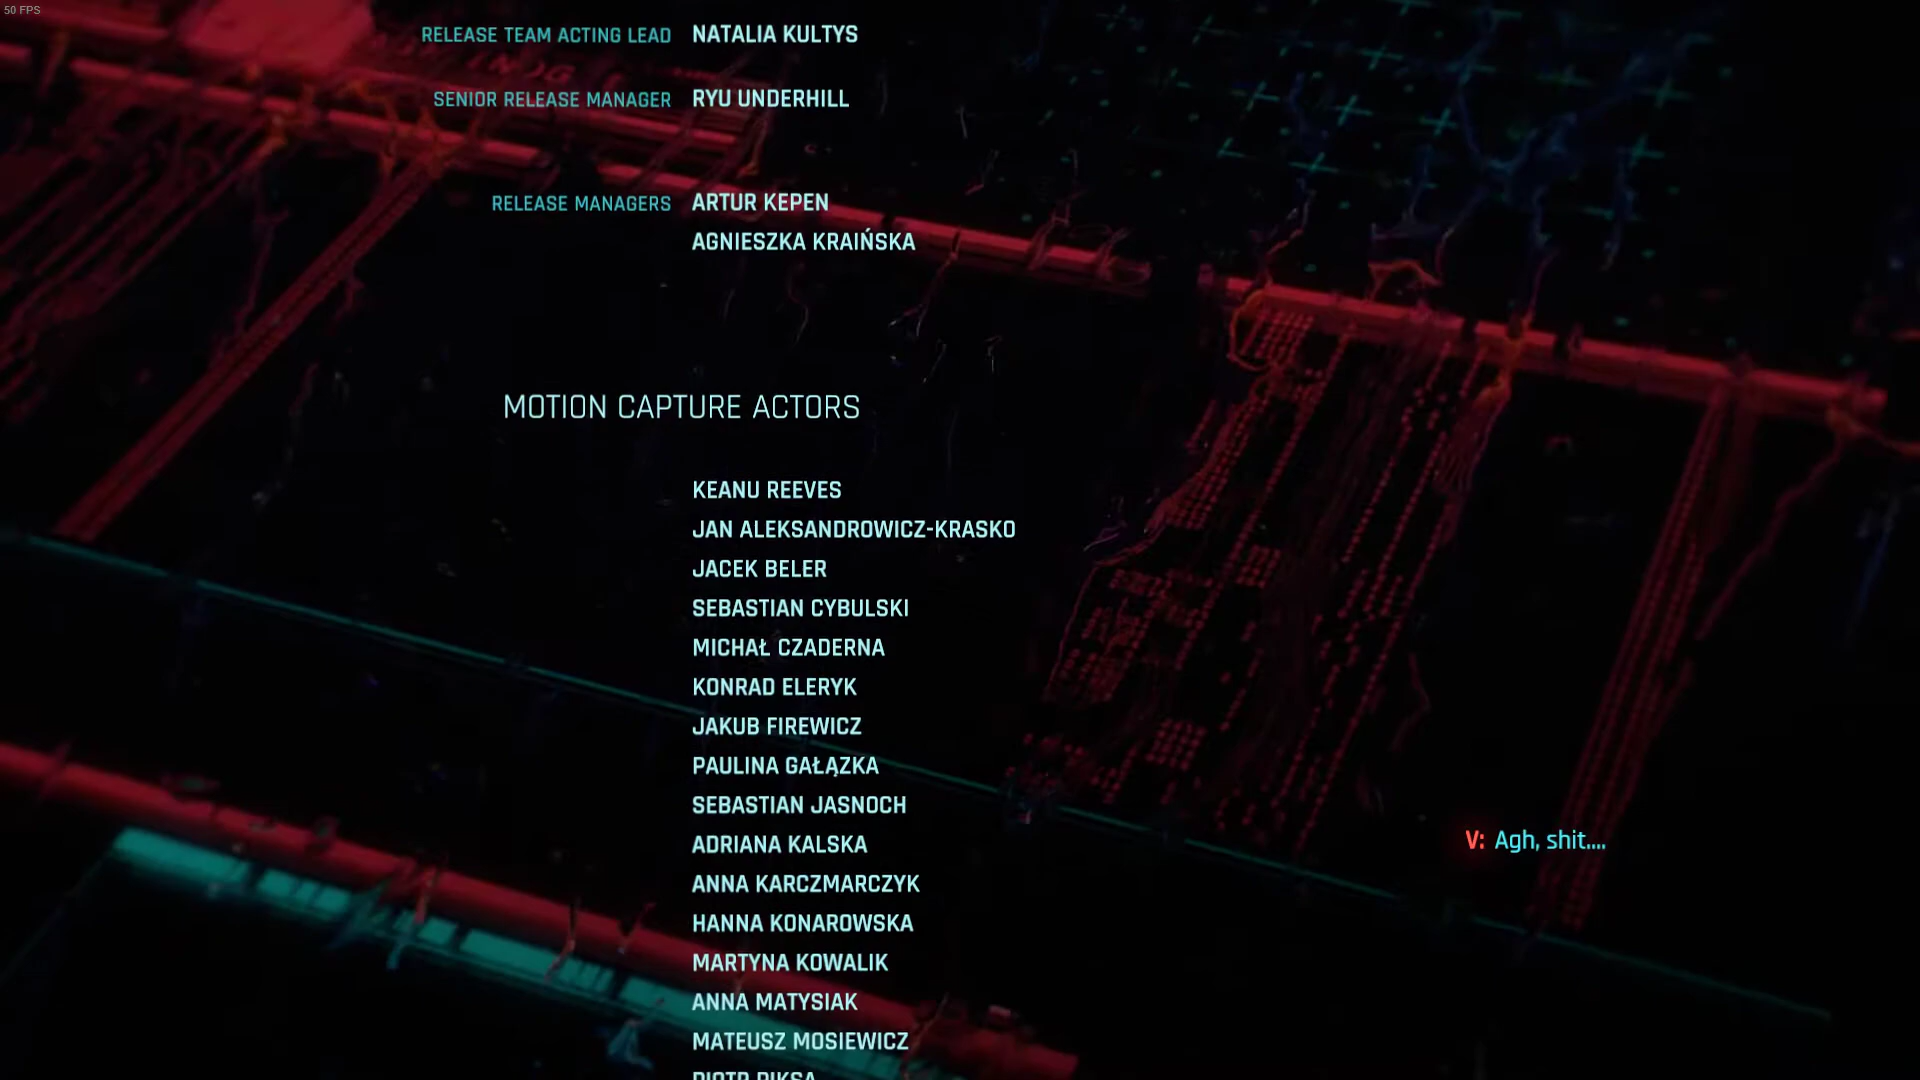 50 FPS
RELEASE TEAM ACTING LEAD NATALIA KULTYS
SENIOR RELEASE MANAGER RYU UNDERHILL
RELEASE MANAGERS ARTUR KEPEN
AGNIESZKA KRAIŃSKA
MOTION CAPTURE ACTORS
KEANU REEVES
JAN ALEKSANDROWICZ-KRASKO
JACEK BELER
SEBASTIAN CYBULSKI
MICHAŁ CZADERNA
KONRAD ELERYK
JAKUB FIREWICZ
PAULINA GAŁĄZKA
SEBASTIAN JASNOCH
ADRIANA KALSKA
ANNA KARCZMARCZYK
V: Agh, shit....
HANNA KONAROWSKA
MARTYNA KOWALIK
ANNA MATYSIAK
MATEUSZ MOSIEWICZ